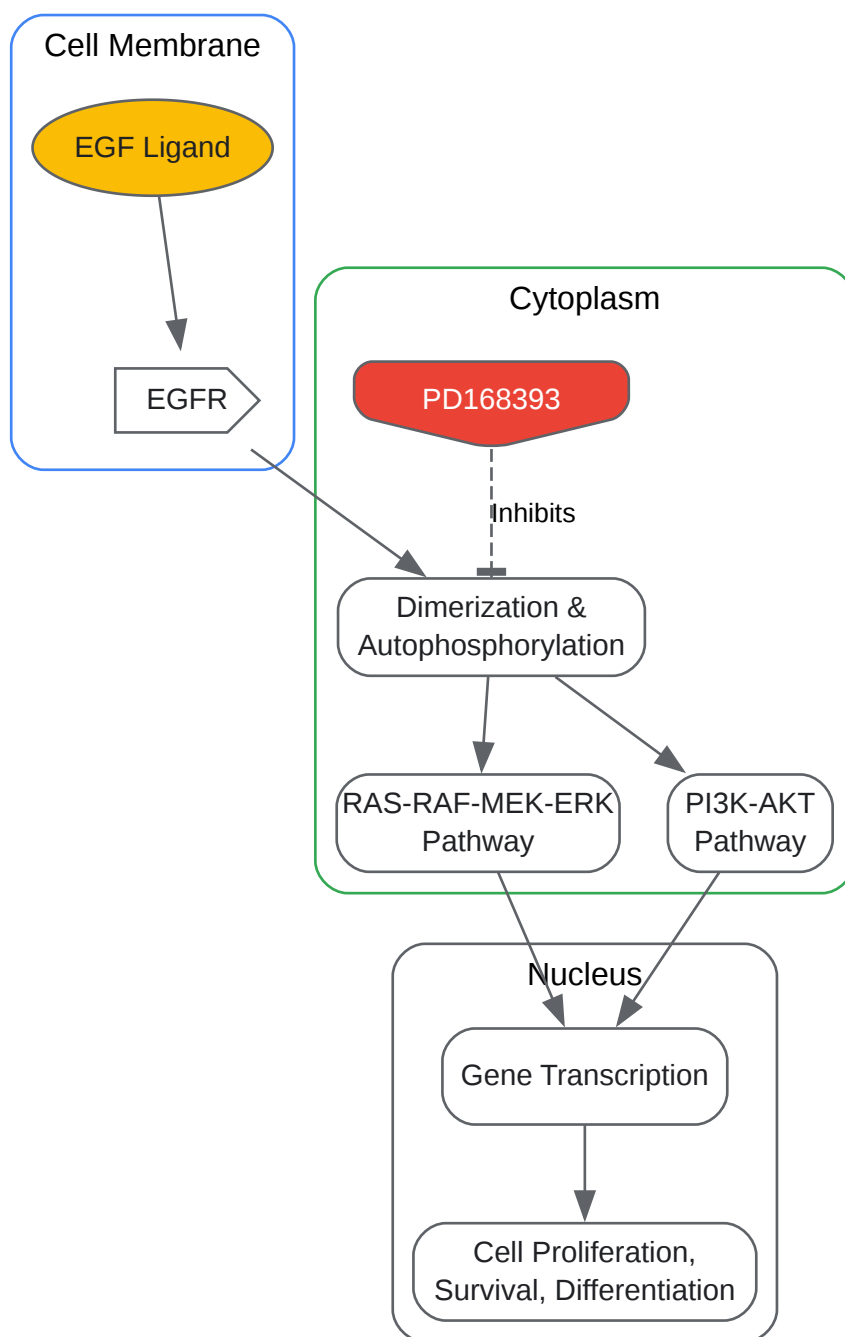 Cell Membrane
EGF Ligand
EGFR
Cytoplasm
PD168393
Inhibits
Dimerization &
Autophosphorylation
RAS-RAF-MEK-ERK
Pathway
PI3K-AKT
Pathway
Nucleus
Gene Transcription
Cell Proliferation,
Survival, Differentiation